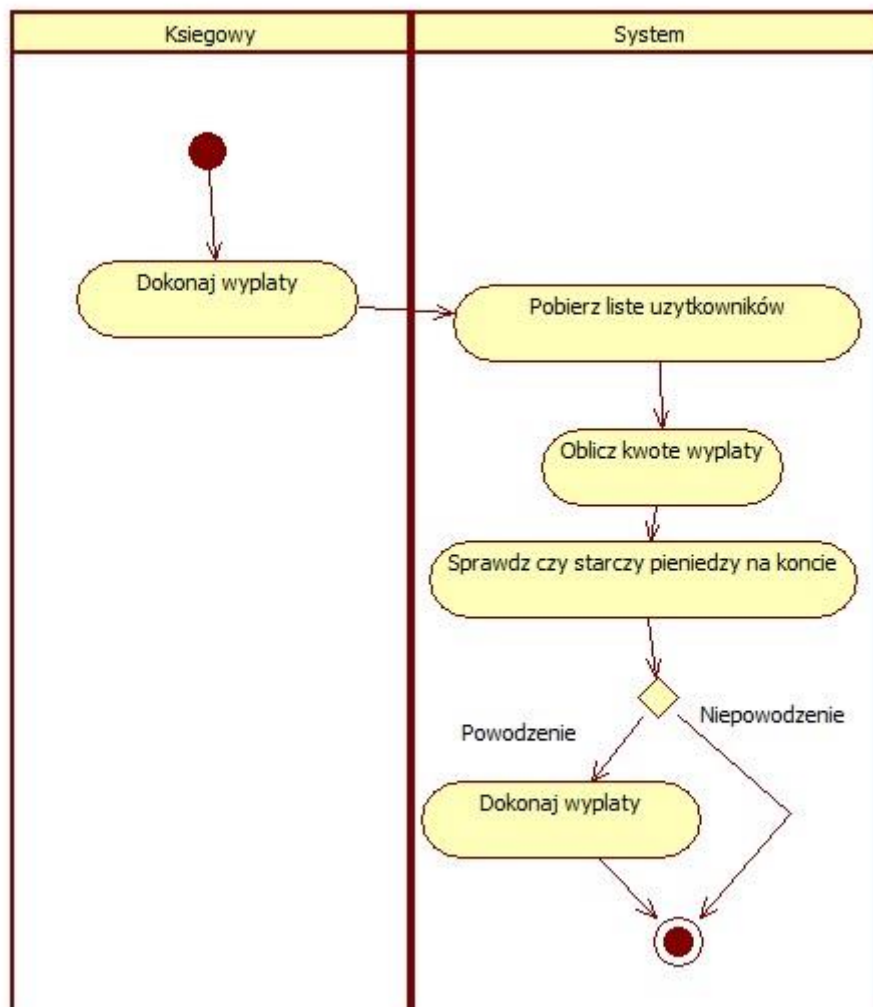 Ksiegowy
System
Dokonaj wyplaty
Pobierz liste uzytkowników
Oblicz kwote wyplaty
Sprawdz czy starczy pieniedzy na koncie
Niepowodzenie
Powodzenie
Dokonaj wyplaty